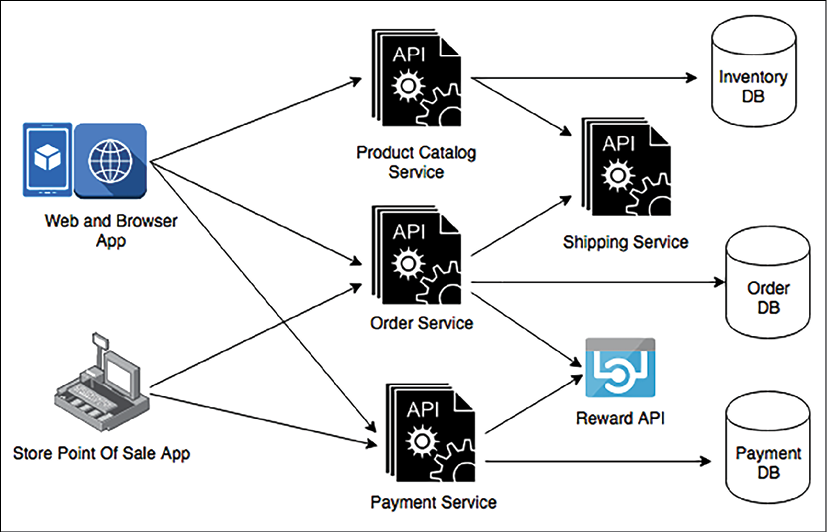 API
Inventory
DB
Product Catalog
Service
API
Web and Browser
App
Shipping Service
API
Order Service
Order
DB
Reward API
Store Point Of Sale App
API
Payment Service
Payment
DB